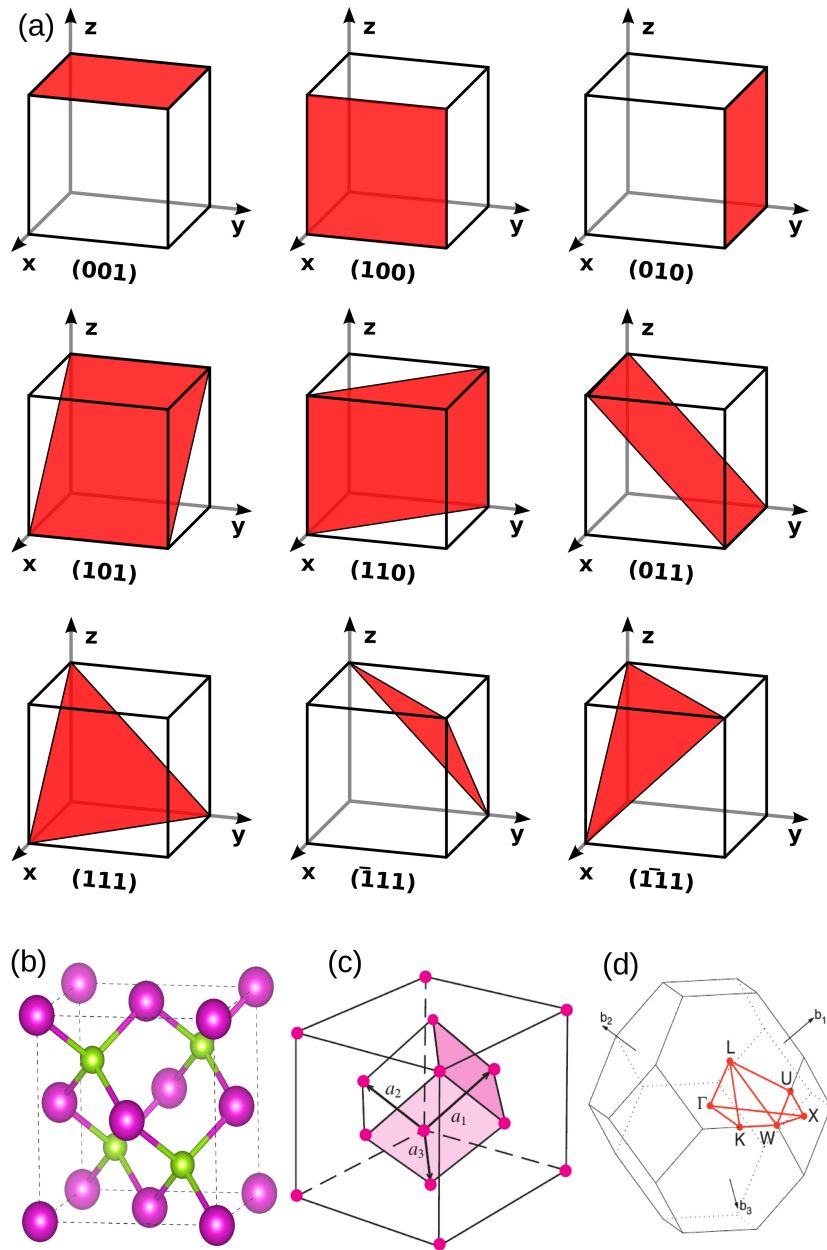 (a)
z z z
y y y
x (001) x (100) x (010)
z z z
y y y
x (101) x (110) x (011)
z z z
y y y
x (111) x (1̅11) x (11̅1)
(b) (c) (d)
b₂ b₁
L
a₂ U
Γ
a₁ X
K W
a₃
b₃